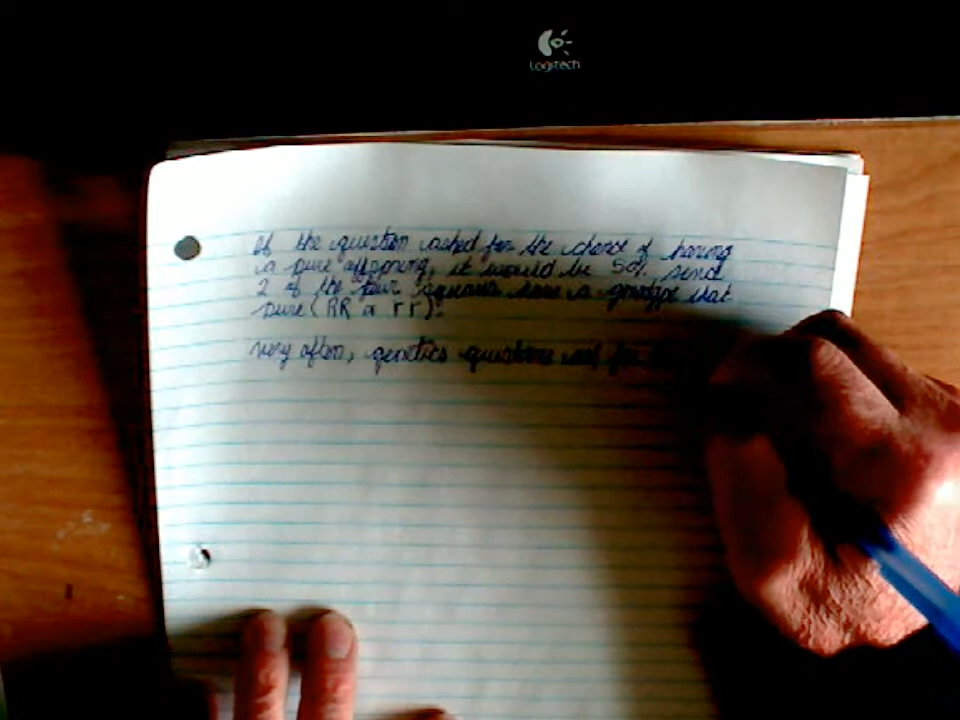 Logitech
If the question asked for the chance of having
a pure offspring, it would be 50% since
2 of the four squares have a genotype that
pure (RR or rr).
very often, genetics questions ask for